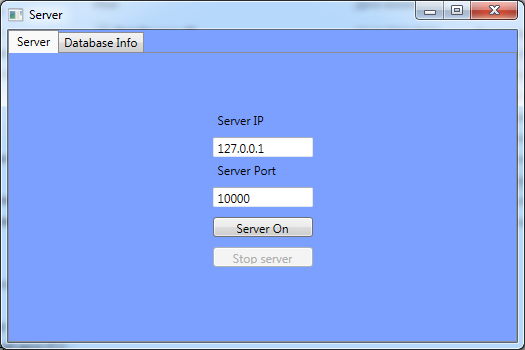 Server
Server Database Info
Server IP
127.0.0.1
Server Port
10000
Server On
Stop server